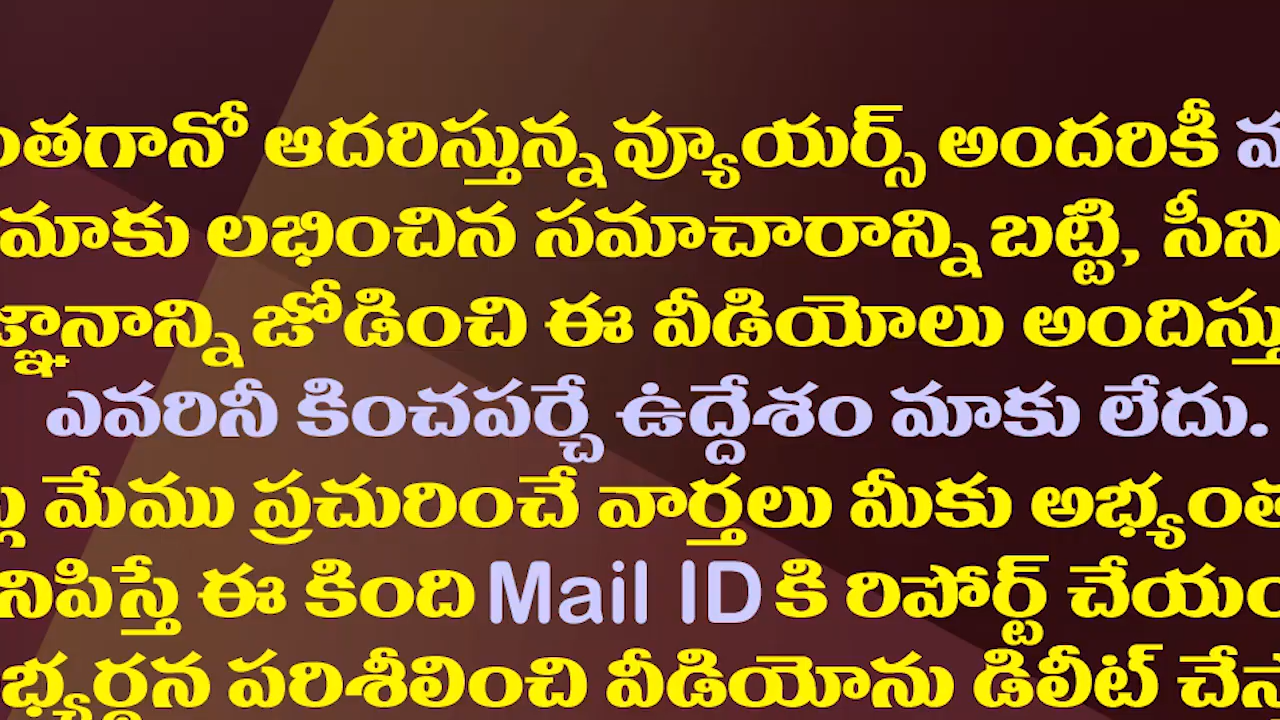 ఆదరిస్తున్న వ్యూయర్స్ అందరికీ
మాకు లభించిన సమాచారాన్ని బట్టి,
జోడించి ఈ వీడియోలు
ఎవరినీ కించపర్చే ఉద్దేశం మాకు లేదు.
మేము ప్రచురించే వార్తలు మీకు
ఈ కింది Mail ID కి రిపోర్ట్
పరిశీలించి వీడియోను డిలీట్